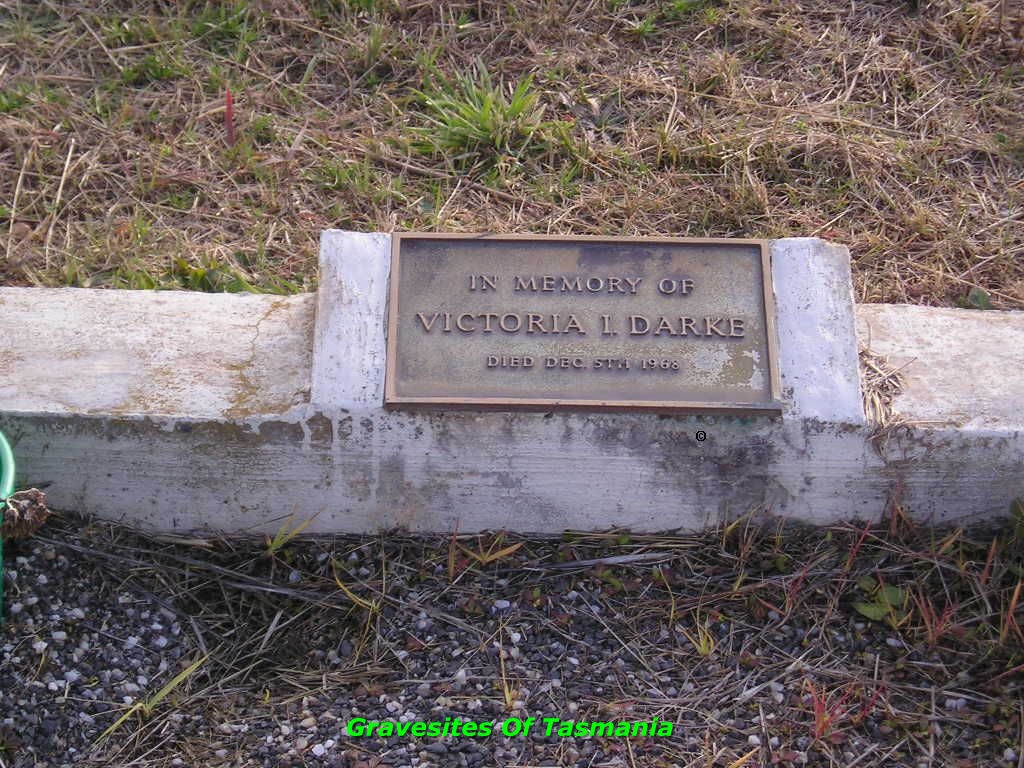 IN MEMORY OF
VICTORIA I. DARKE
DIED DEC. 5TH 1968
©
Gravesites Of Tasmania